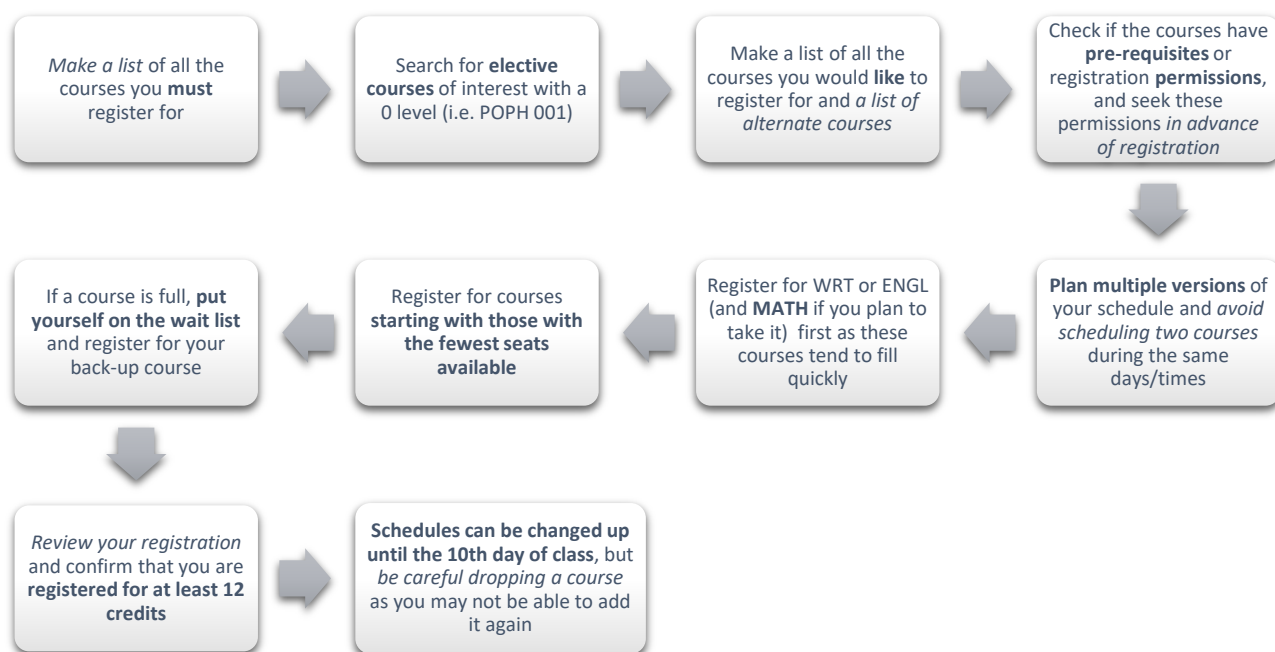 Make a list of all the
courses you must
register for
Search for elective
courses of interest with a
0 level (i.e. POPH 001)
Make a list of all the
courses you would like to
register for and a list of
alternate courses
Check if the courses have
pre-requisites or
registration permissions,
and seek these
permissions in advance
of registration
Plan multiple versions of
your schedule and avoid
scheduling two courses
during the same
days/times
Register for WRT or ENGL
(and MATH if you plan to
take it) first as these
courses tend to fill
quickly
Register for courses
starting with those with
the fewest seats
available
If a course is full, put
yourself on the wait list
and register for your
back-up course
Review your registration
and confirm that you are
registered for at least 12
credits
Schedules can be changed up
until the 10th day of class, but
be careful dropping a course
as you may not be able to add
it again